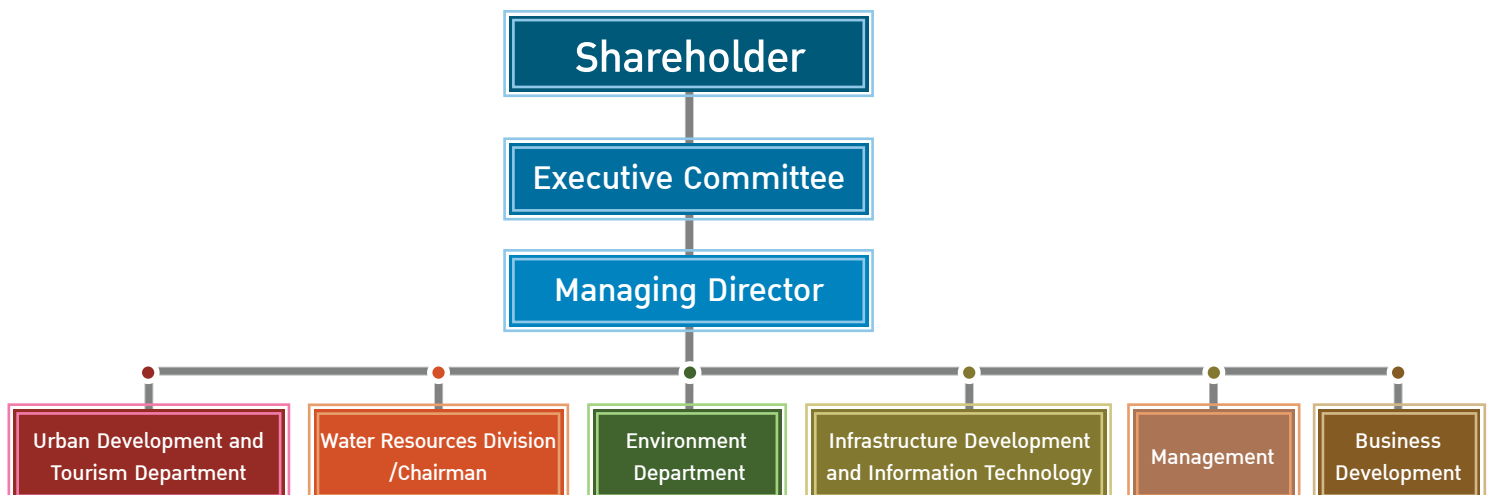 Shareholder
Executive Committee
Managing Director
Urban Development and
Tourism Department
Water Resources Division
/Chairman
Environment
Department
Infrastructure Development
and Information Technology
Management
Business
Development